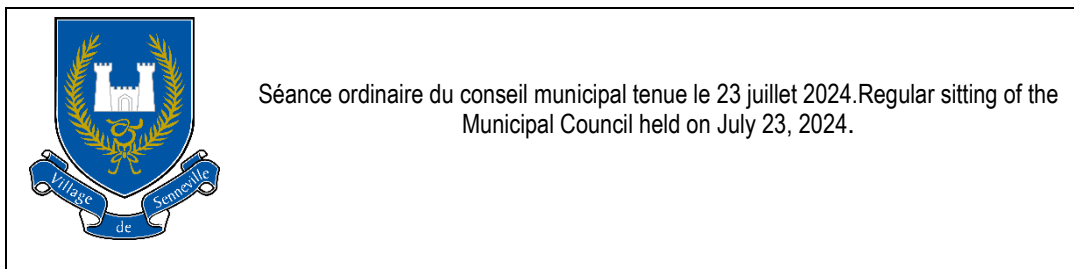 Séance ordinaire du conseil municipal tenue le 23 juillet 2024.Regular sitting of the
Municipal Council held on July 23, 2024.
Village
de
Senneville